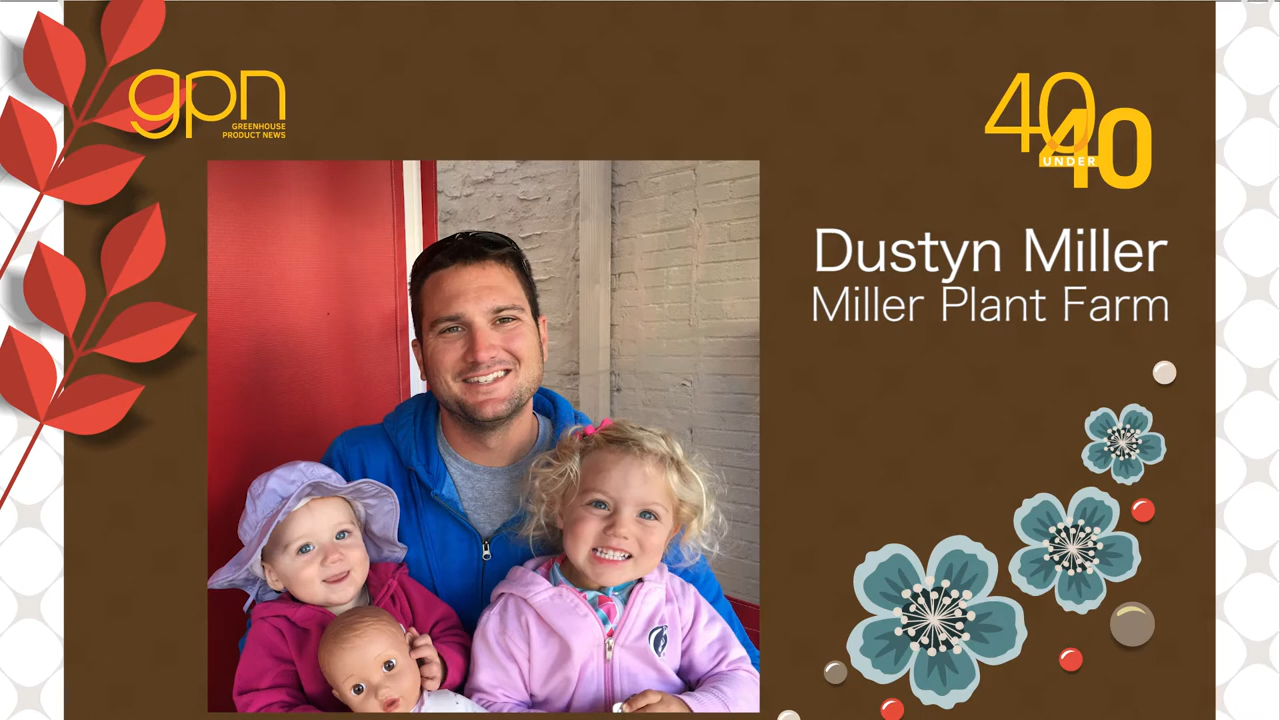 gpn
GREENHOUSE
PRODUCT NEWS
40
UNDER
40
Dustyn Miller
Miller Plant Farm